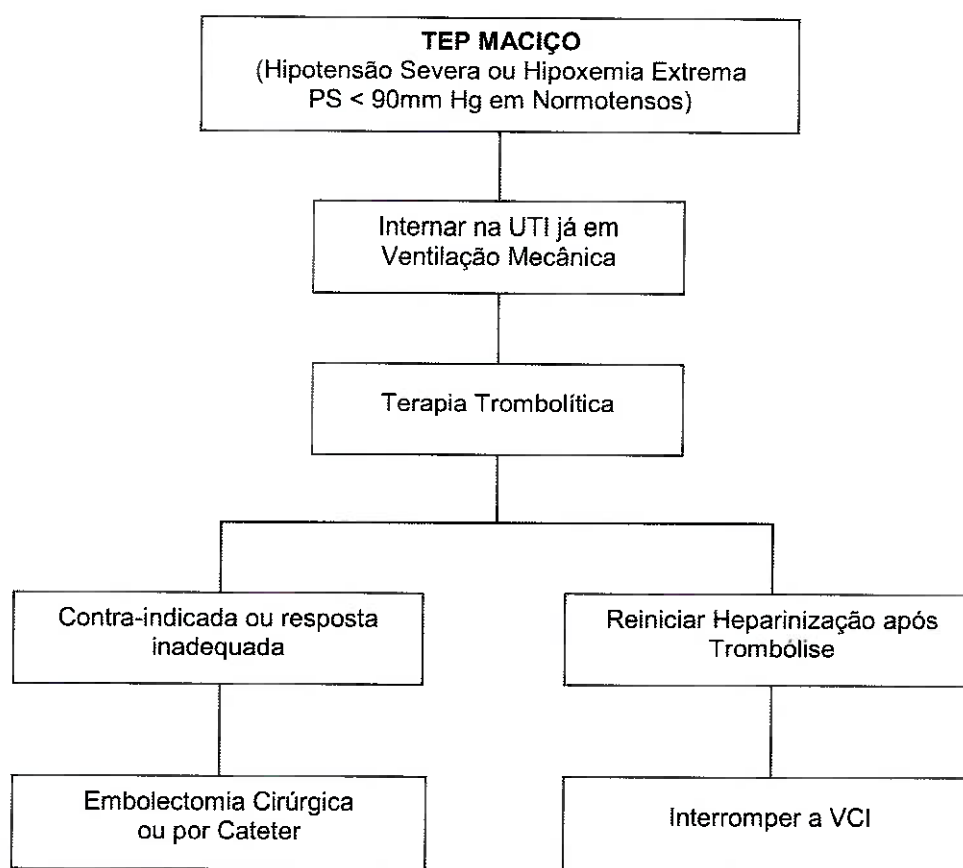 TEP MACIÇO
(Hipotensão Severa ou Hipoxemia Extrema
PS < 90mm Hg em Normotensos)
Internar na UTI já em
Ventilação Mecânica
Terapia Trombolítica
Contra-indicada ou resposta
inadequada
Reiniciar Heparinização após
Trombólise
Embolectomia Cirúrgica
ou por Cateter
Interromper a VCI